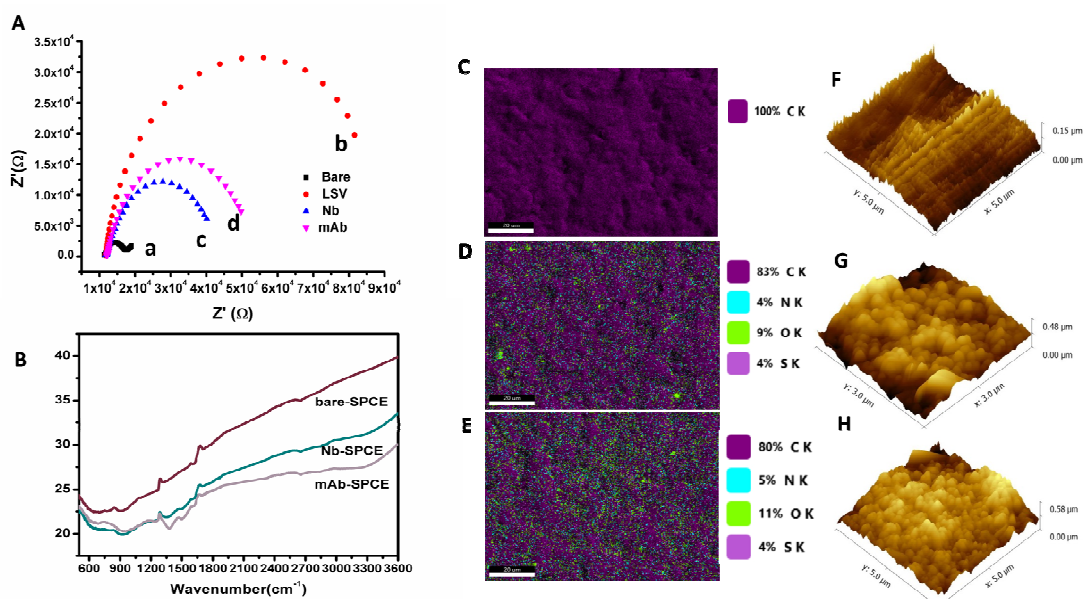 A
3.5x10⁴
3.0x10⁴
2.5x10⁴
2.0x10⁴
1.5x10⁴
1.0x10⁴
5.0x10³
0.0
Z'(Ω)
b
Bare
LSV
Nb
mAb
a
c
d
1x10⁴ 2x10⁴ 3x10⁴ 4x10⁴ 5x10⁴ 6x10⁴ 7x10⁴ 8x10⁴ 9x10⁴
Z' (Ω)
B
40
35
30
25
20
bare-SPCE
Nb-SPCE
mAb-SPCE
600 900 1200 1500 1800 2100 2400 2700 3000 3300 3600
Wavenumber(cm⁻¹)
C
100% C K
D
20 µm
83% C K
4% N K
9% O K
4% S K
E
20 µm
80% C K
5% N K
11% O K
4% S K
F
0.15 µm
0.00 µm
y: 5.0 µm
x: 5.0 µm
G
0.48 µm
0.00 µm
y: 3.0 µm
x: 3.0 µm
H
0.58 µm
0.00 µm
y: 5.0 µm
x: 5.0 µm